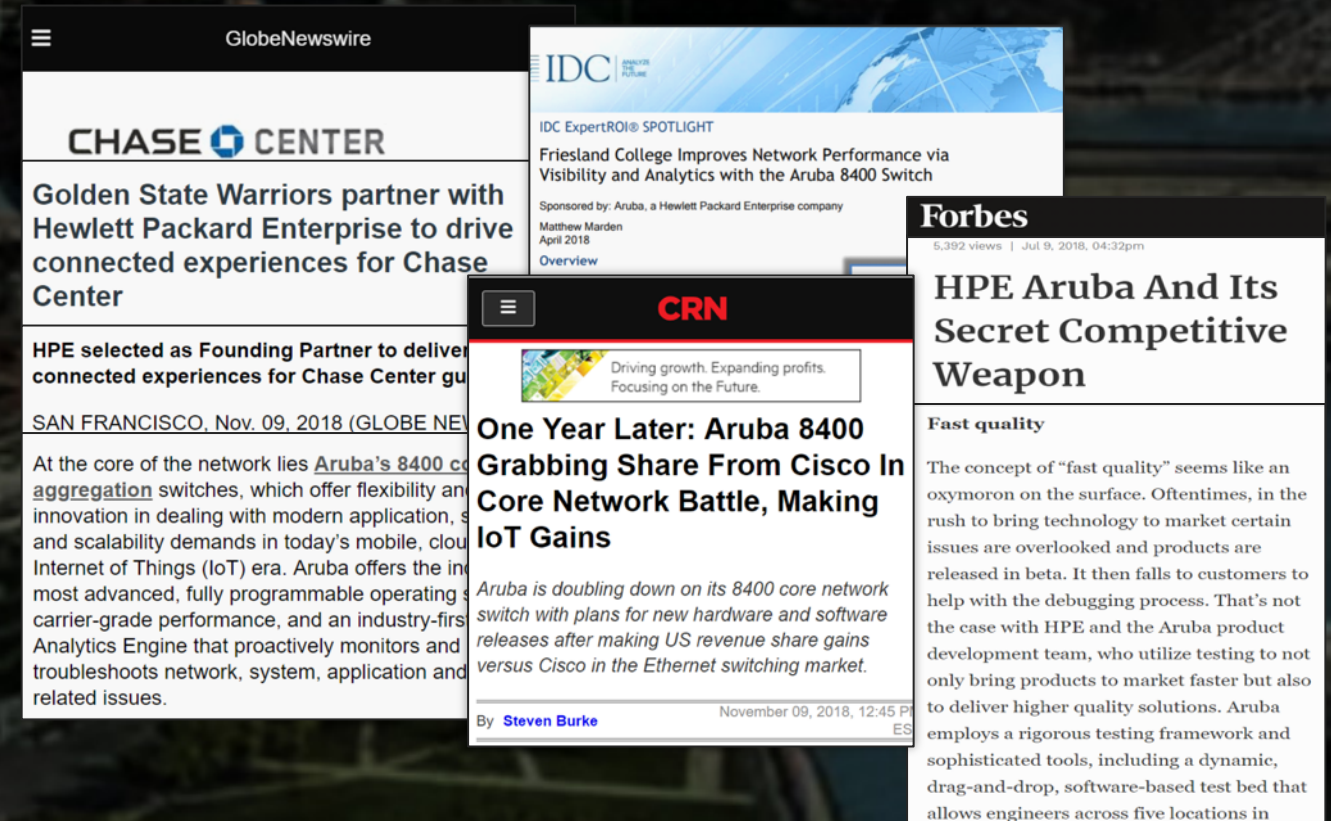 GlobeNewswire
CHASE CENTER
Golden State Warriors partner with
Hewlett Packard Enterprise to drive
connected experiences for Chase
Center
HPE selected as Founding Partner to deliver
connected experiences for Chase Center
SAN FRANCISCO, Nov. 09, 2018 (GLOBE
At the core of the network lies Aruba's 8400
aggregation switches, which offer flexibility
innovation in dealing with modern application,
and scalability demands in today's mobile,
Internet of Things (IoT) era. Aruba offers the
most advanced, fully programmable operating
carrier-grade performance, and an
Analytics Engine that proactively monitors and
troubleshoots network, system, application and
related issues.
IDC ANALYZE
THE
FUTURE
IDC ExpertROI® SPOTLIGHT
Friesland College Improves Network Performance via
Visibility and Analytics with the Aruba 8400 Switch
Sponsored by: Aruba, a Hewlett Packard Enterprise company
Matthew Marden
April 2018
Overview
CRN
Driving growth. Expanding profits.
Focusing on the Future.
One Year Later: Aruba 8400
Grabbing Share From Cisco In
Core Network Battle, Making
IoT Gains
Aruba is doubling down on its 8400 core network
switch with plans for new hardware and software
releases after making US revenue share gains
versus Cisco in the Ethernet switching market.
By Steven Burke
November 09, 2018, 12:45
Forbes
5,392 views | Jul 9, 2018, 04:32pm
HPE Aruba And Its
Secret Competitive
Weapon
Fast quality
The concept of “fast quality” seems like an
oxymoron on the surface. Oftentimes, in the
rush to bring technology to market certain
issues are overlooked and products are
released in beta. It then falls to customers to
help with the debugging process. That's not
the case with HPE and the Aruba product
development team, who utilize testing to not
only bring products to market faster but also
to deliver higher quality solutions. Aruba
employs a rigorous testing framework and
sophisticated tools, including a dynamic,
drag-and-drop, software-based test bed that
allows engineers across five locations in